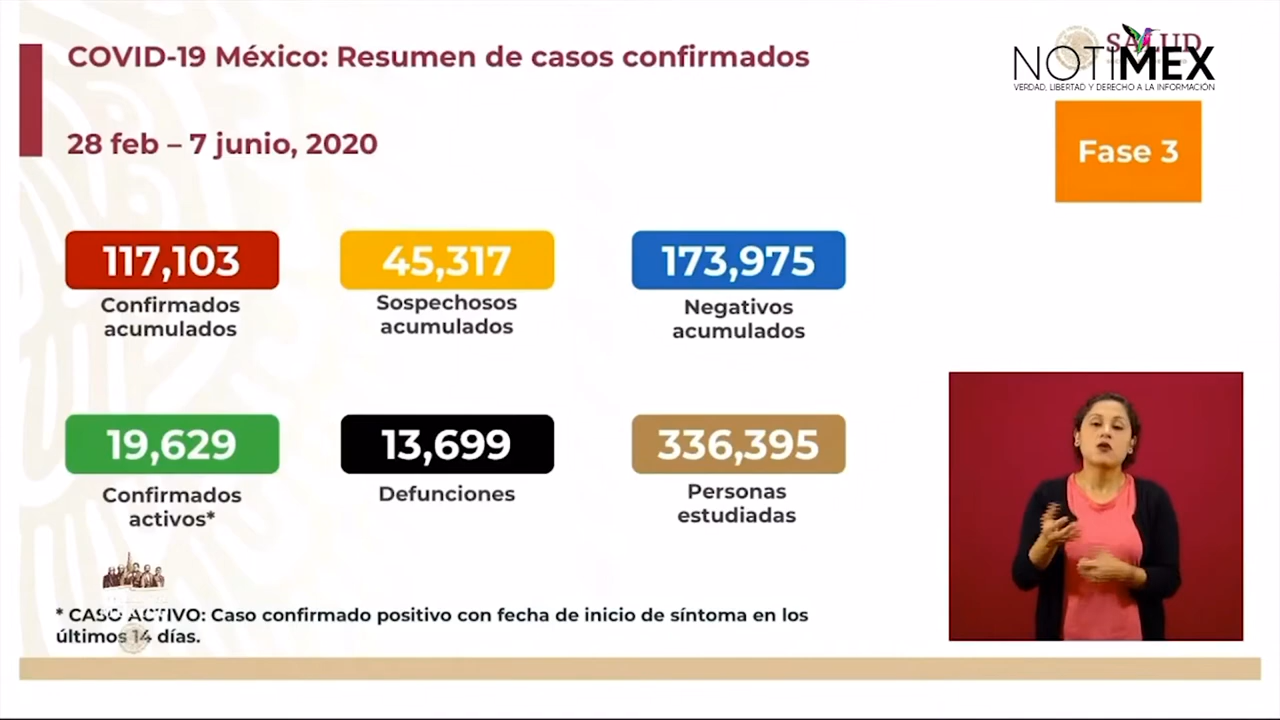 COVID-19 México: Resumen de casos confirmados
28 feb – 7 junio, 2020
SALUD
NOTIMEX
VERDAD, LIBERTAD Y DERECHO A LA INFORMACIÓN
Fase 3
117,103
Confirmados
acumulados
45,317
Sospechosos
acumulados
173,975
Negativos
acumulados
19,629
Confirmados
activos*
13,699
Defunciones
336,395
Personas
estudiadas
* CASO ACTIVO: Caso confirmado positivo con fecha de inicio de síntoma en los
últimos 14 días.